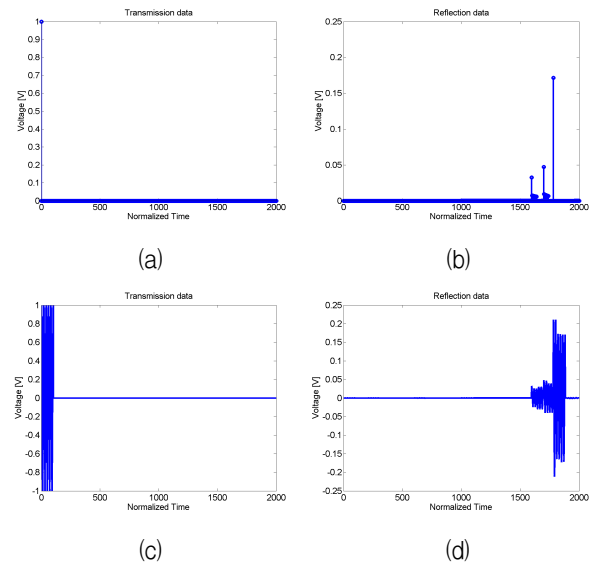 Transmission data
Voltage [V]
1
0.9
0.8
0.7
0.6
0.5
0.4
0.3
0.2
0.1
0
0 500 1000 1500 2000
Normalized Time
(a)
Reflection data
Voltage [V]
0.25
0.2
0.15
0.1
0.05
0
0 500 1000 1500 2000
Normalized Time
(b)
Transmission data
Voltage [V]
1
0.8
0.6
0.4
0.2
0
-0.2
-0.4
-0.6
-0.8
-1
0 500 1000 1500 2000
Normalized Time
(c)
Reflection data
Voltage [V]
0.25
0.2
0.15
0.1
0.05
0
-0.05
-0.1
-0.15
-0.2
-0.25
0 500 1000 1500 2000
Normalized Time
(d)